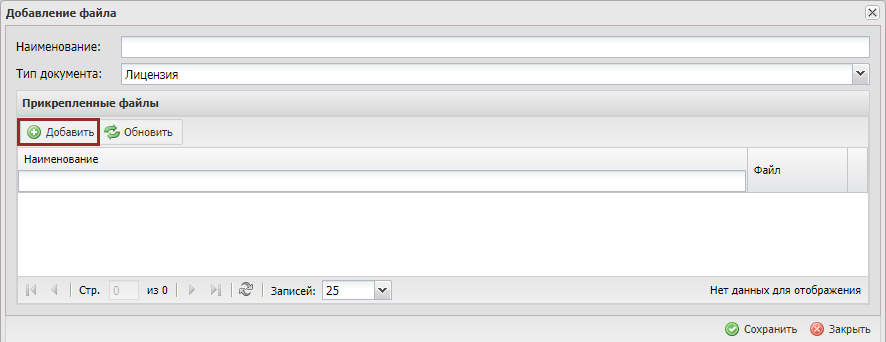 Добавление файла
Наименование:
Тип документа: Лицензия
Прикрепленные файлы
Добавить Обновить
Наименование Файл
Стр. 0 из 0 Записей: 25 Нет данных для отображения
Сохранить Закрыть